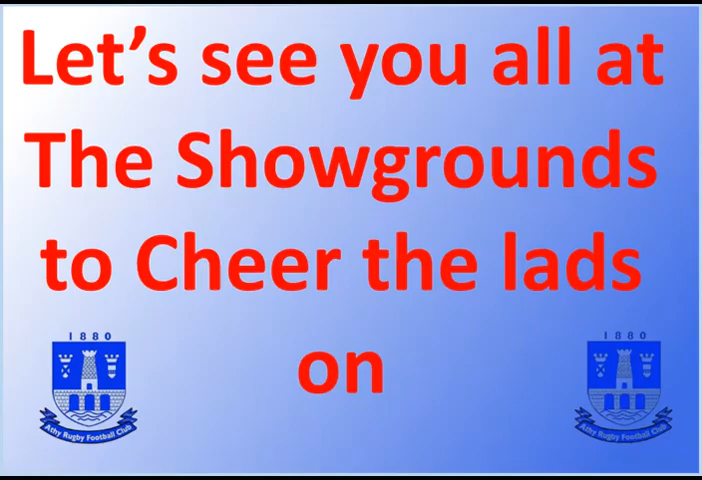 Let's see you all at
The Showgrounds
to Cheer the lads
on
1880
Athy Rugby Football Club
1880
Athy Rugby Football Club